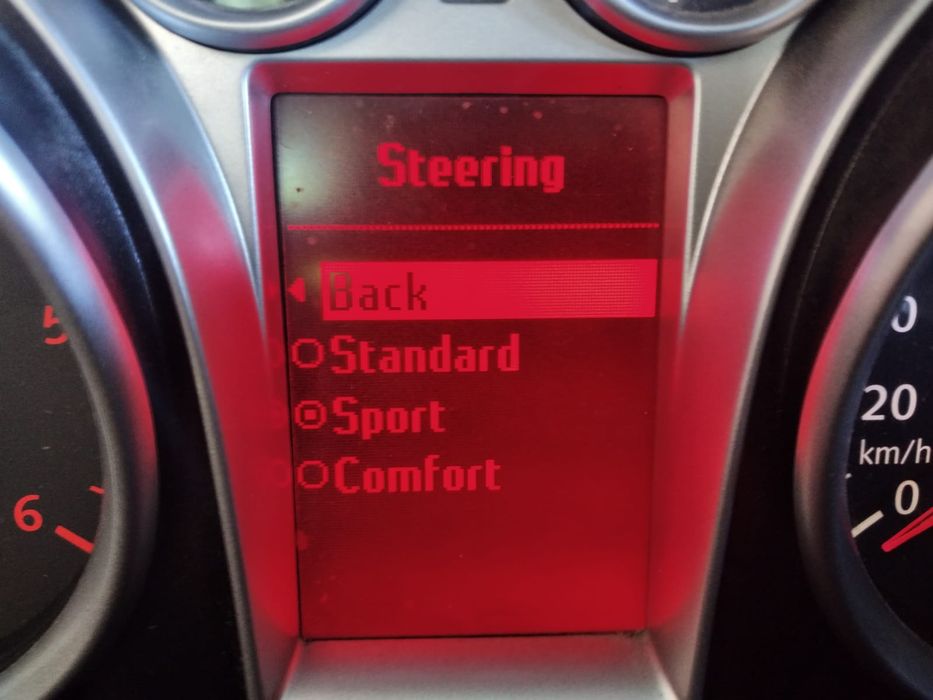 Steering
Back
Standard
Sport
Comfort
5
6
0
20
km/h
0